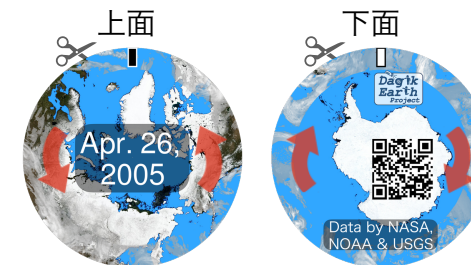 上面
下面
Apr. 26,
2005
Dagik
Earth
Project
Data by NASA,
NOAA & USGS